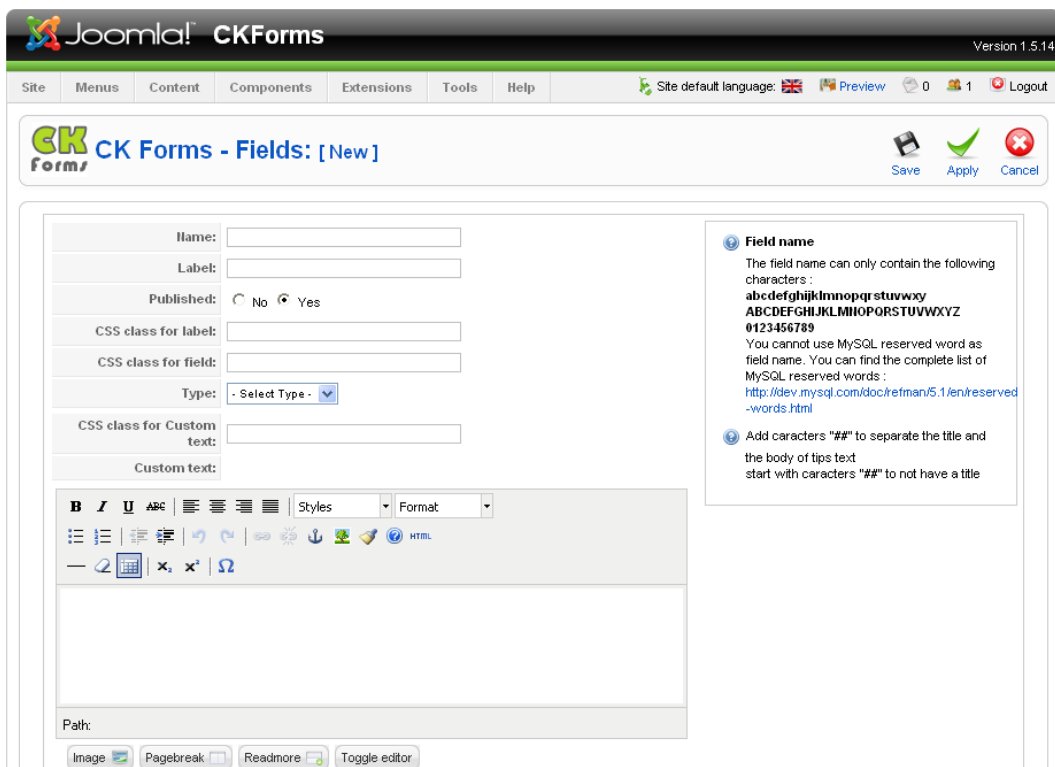 Joomla! CKForms
Version 1.5.14
Site Menus Content Components Extensions Tools Help Site default language: Preview 0 1 Logout
CK Forms
CK Forms - Fields: [ New ]
Save Apply Cancel
Name:
Label:
Published: No Yes
CSS class for label:
CSS class for field:
Type: - Select Type -
CSS class for Custom
text:
Custom text:
B I U ABC Styles Format
HTML
x₂ x² Ω
Path:
Image Pagebreak Readmore Toggle editor
Field name
The field name can only contain the following
characters :
abcdefghijklmnopqrstuvwxy
ABCDEFGHIJKLMNOPQRSTUVWXYZ
0123456789
You cannot use MySQL reserved word as
field name. You can find the complete list of
MySQL reserved words :
http://dev.mysql.com/doc/refman/5.1/en/reserved
-words.html
Add caracters "##" to separate the title and
the body of tips text
start with caracters "##" to not have a title